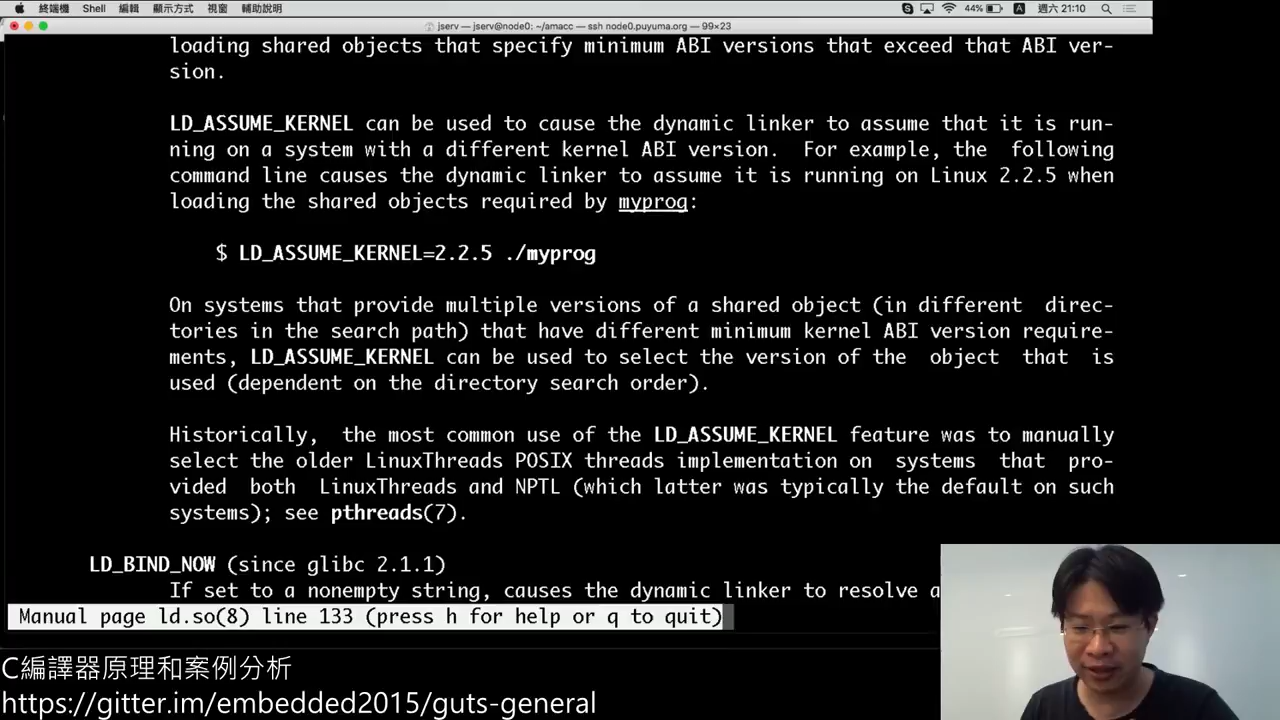 終端機 Shell 編輯 顯示方式 視窗 輔助說明 44% A 週六 21:10
jserv — jserv@node0: ~/amacc — ssh node0.puyuma.org — 99×23
loading shared objects that specify minimum ABI versions that exceed that ABI ver-
sion.
LD_ASSUME_KERNEL can be used to cause the dynamic linker to assume that it is run-
ning on a system with a different kernel ABI version.  For example, the  following
command line causes the dynamic linker to assume it is running on Linux 2.2.5 when
loading the shared objects required by myprog:
$ LD_ASSUME_KERNEL=2.2.5 ./myprog
On systems that provide multiple versions of a shared object (in different  direc-
tories in the search path) that have different minimum kernel ABI version require-
ments, LD_ASSUME_KERNEL can be used to select the version of the  object  that  is
used (dependent on the directory search order).
Historically,  the most common use of the LD_ASSUME_KERNEL feature was to manually
select the older LinuxThreads POSIX threads implementation on  systems  that  pro-
vided  both  LinuxThreads and NPTL (which latter was typically the default on such
systems); see pthreads(7).
LD_BIND_NOW (since glibc 2.1.1)
If set to a nonempty string, causes the dynamic linker to resolve a
Manual page ld.so(8) line 133 (press h for help or q to quit)
C編譯器原理和案例分析
https://gitter.im/embedded2015/guts-general